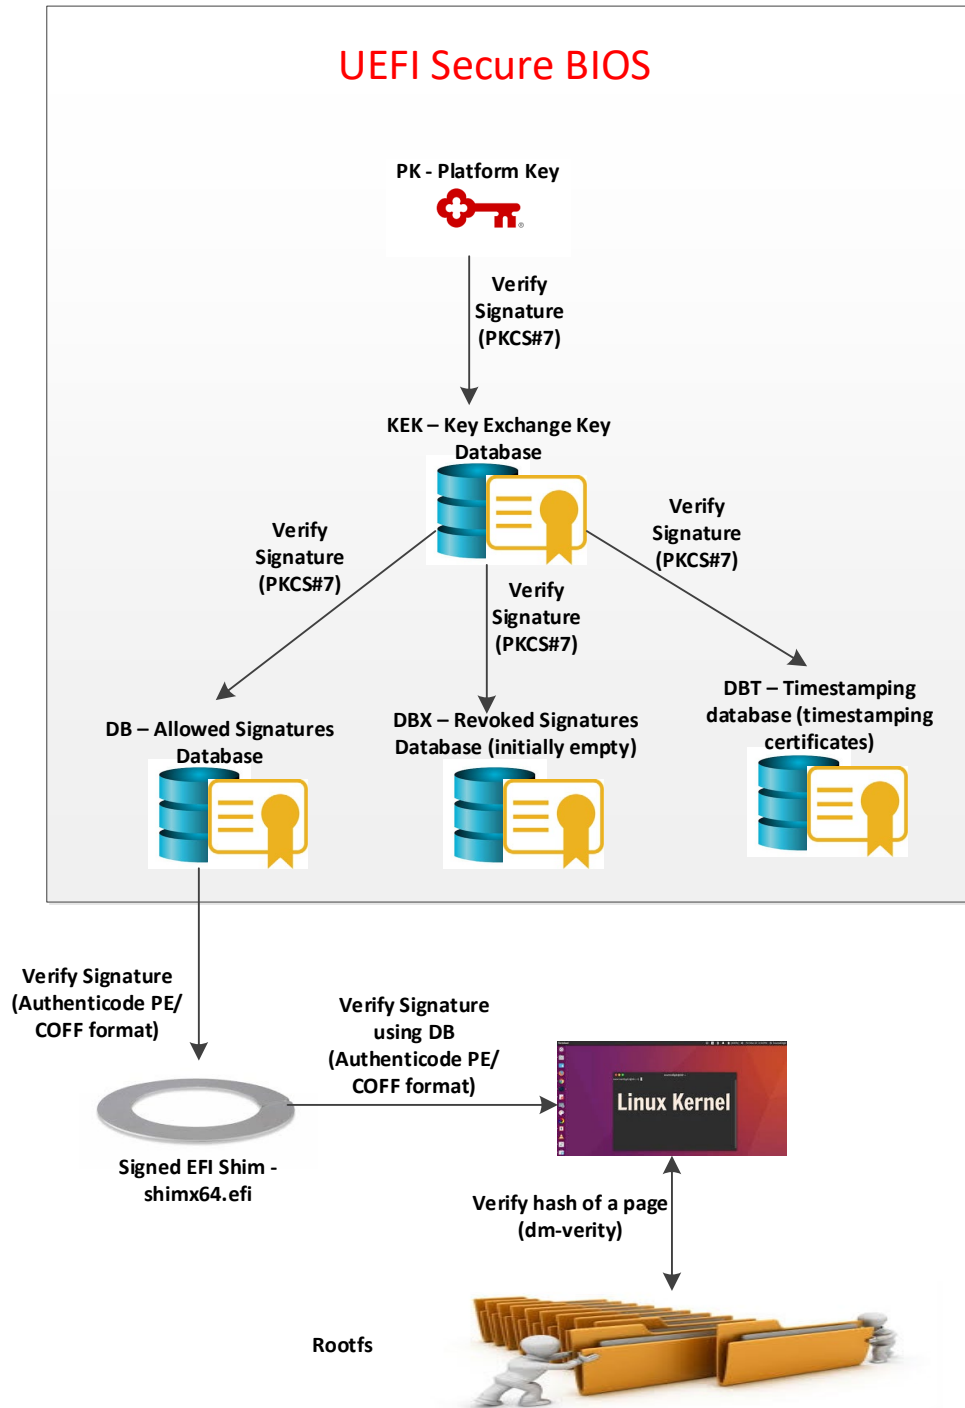 UEFI Secure BIOS
PK - Platform Key
®
Verify
Signature
(PKCS#7)
KEK – Key Exchange Key
Database
Verify
Signature
(PKCS#7)
Verify
Signature
(PKCS#7)
Verify
Signature
(PKCS#7)
DB – Allowed Signatures
Database
DBX – Revoked Signatures
Database (initially empty)
DBT – Timestamping
database (timestamping
certificates)
Verify Signature
(Authenticode PE/
COFF format)
Verify Signature
using DB
(Authenticode PE/
COFF format)
Linux Kernel
Signed EFI Shim -
shimx64.efi
Verify hash of a page
(dm-verity)
Rootfs